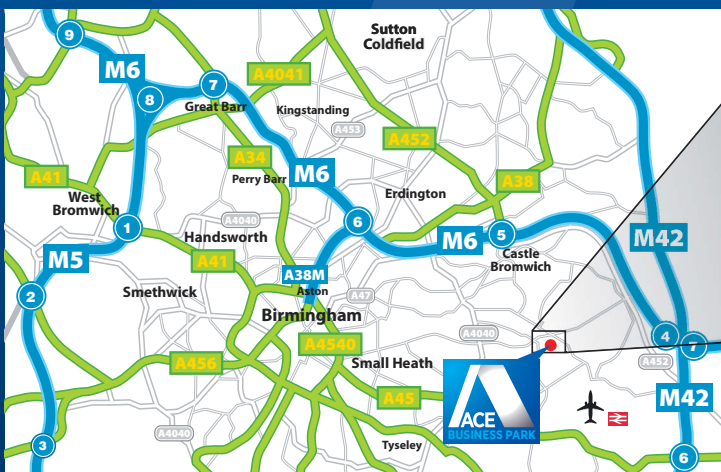 9
M6
8
7
Great Barr
A4041
Sutton
Coldfield
Kingstanding
A453
A452
A41
West
Bromwich
A34
Perry Barr
M6
Erdington
A38
1
A4040
Handsworth
6
M6
5
Castle
Bromwich
M42
M5
A41
A38M
Aston
A47
2
Smethwick
Birmingham
A4040
4
7
A452
A456
A4540
Small Heath
ACE
BUSINESS PARK
A45
M42
3
A4040
Tyseley
6